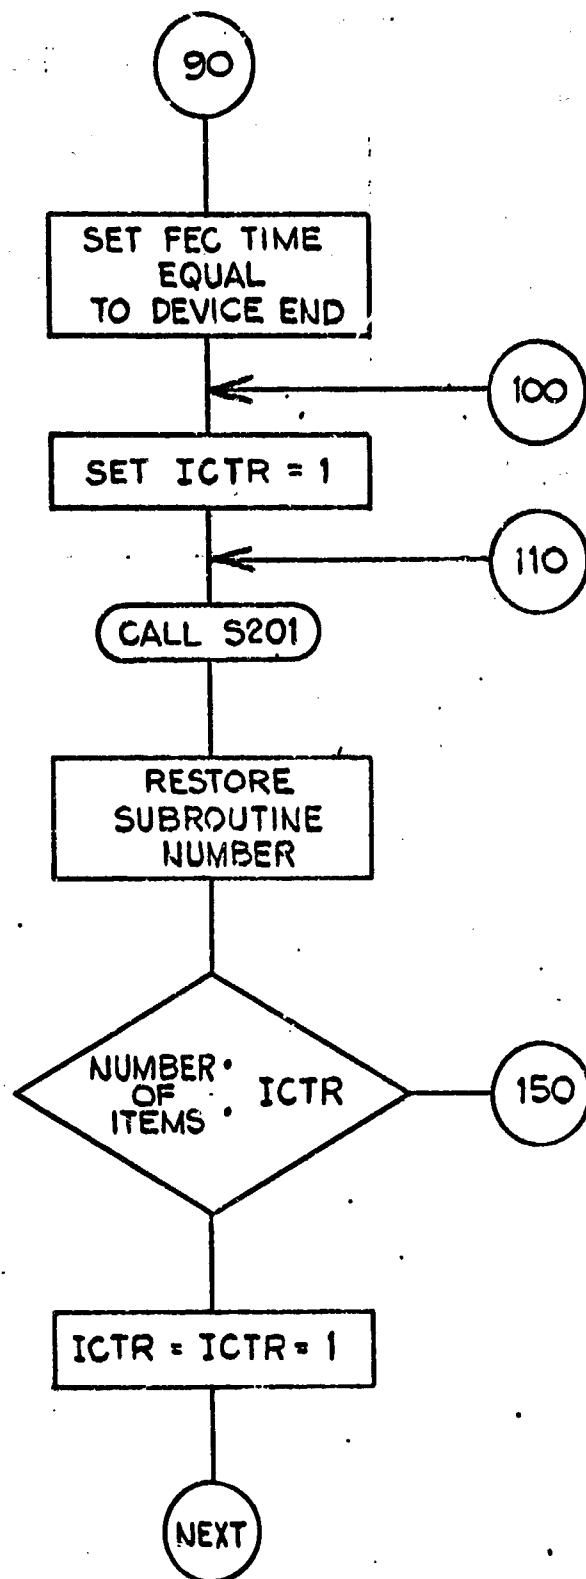 90
SET FEC TIME
EQUAL
TO DEVICE END
100
SET ICTR = 1
110
CALL S201
RESTORE
SUBROUTINE
NUMBER
NUMBER
OF
ITEMS : ICTR
150
ICTR = ICTR = 1
NEXT